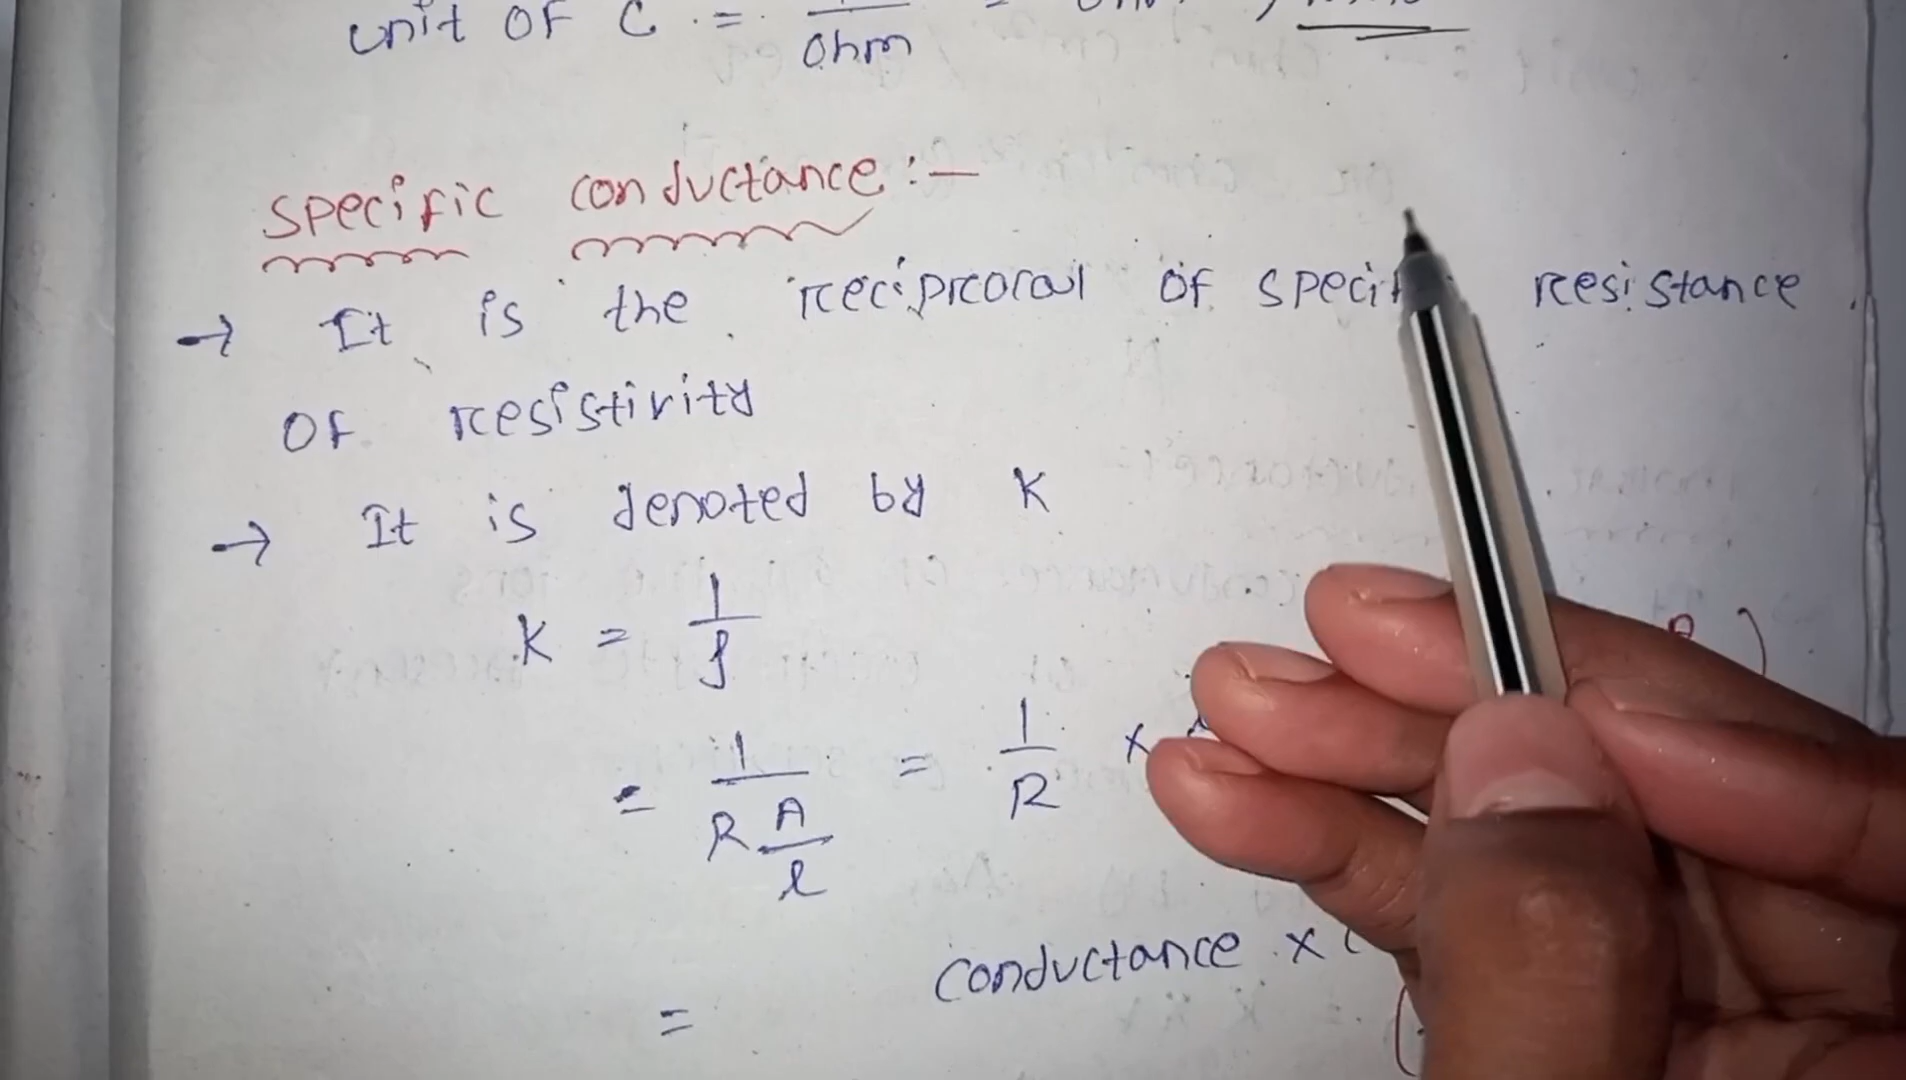 unit of C = 1/ohm =
specific conductance :-
→ It is the reciprocal of resistance
of resistivity
→ It is denoted by K
K = 1/ρ
= 1/(R A/l) = 1/R ×
= conductance ×